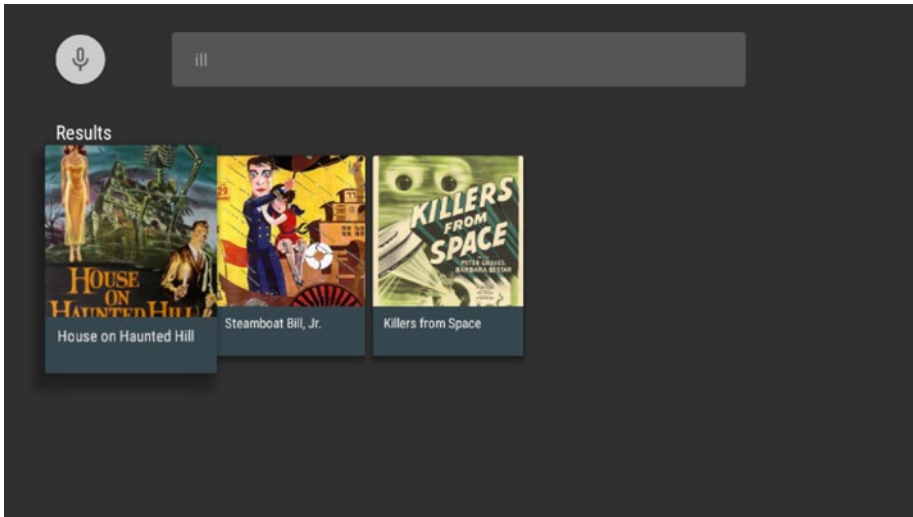 ill
Results
HOUSE
ON
HAUNTED HILL
House on Haunted Hill
29
Steamboat Bill, Jr.
KILLERS
FROM
SPACE
PETER GRAVES
BARBARA BESTAR
Killers from Space